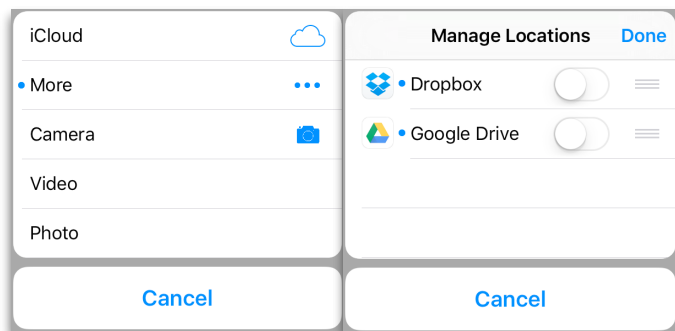 iCloud
More
Camera
Video
Photo
Cancel
Manage Locations Done
Dropbox
Google Drive
Cancel